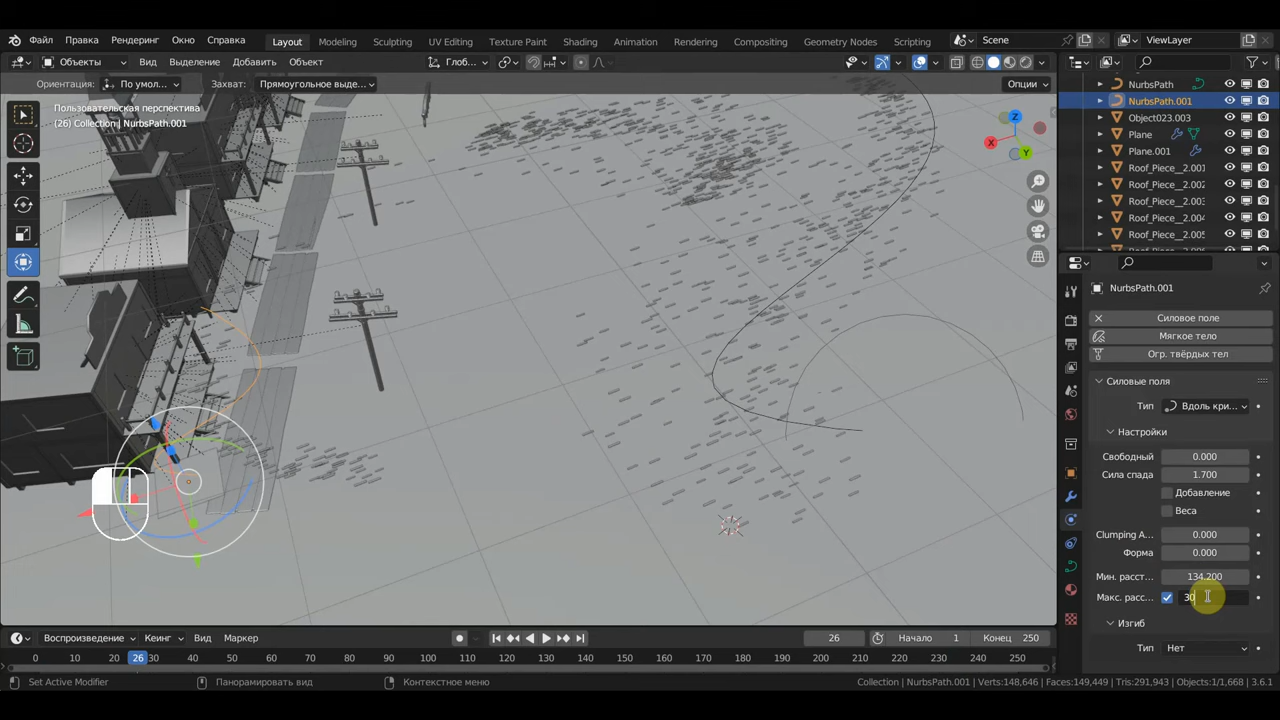 Файл Правка Рендеринг Окно Справка Layout Modeling Sculpting UV Editing Texture Paint Shading Animation Rendering Compositing Geometry Nodes Scripting Scene ViewLayer
Объекты Вид Выделение Добавить Объект Глоб...
Ориентация: По умол... Захват: Прямоугольное выде... Опции
Пользовательская перспектива
(26) Collection | NurbsPath.001
Z
X
Y
NurbsPath
NurbsPath.001
Object023.003
Plane
Plane.001
Roof_Piece__2.001
Roof_Piece__2.002
Roof_Piece__2.003
Roof_Piece__2.004
Roof_Piece__2.005
NurbsPath.001
Силовое поле
Мягкое тело
Огр. твёрдых тел
Силовые поля
Тип Вдоль кри...
Настройки
Свободный 0.000
Сила спада 1.700
Добавление
Веса
Clumping A... 0.000
Форма 0.000
Мин. расст... 134.200
Макс. расс... 30
Изгиб
Тип Нет
Воспроизведение Кеинг Вид Маркер 26 Начало 1 Конец 250
0 10 20 26 30 40 50 60 70 80 90 100 110 120 130 140 150 160 170 180 190 200 210 220 230 240 250
Set Active Modifier Панорамировать вид Контекстное меню Collection | NurbsPath.001 | Verts:148,646 | Faces:149,449 | Tris:291,943 | Objects:1/1,668 | 3.6.1